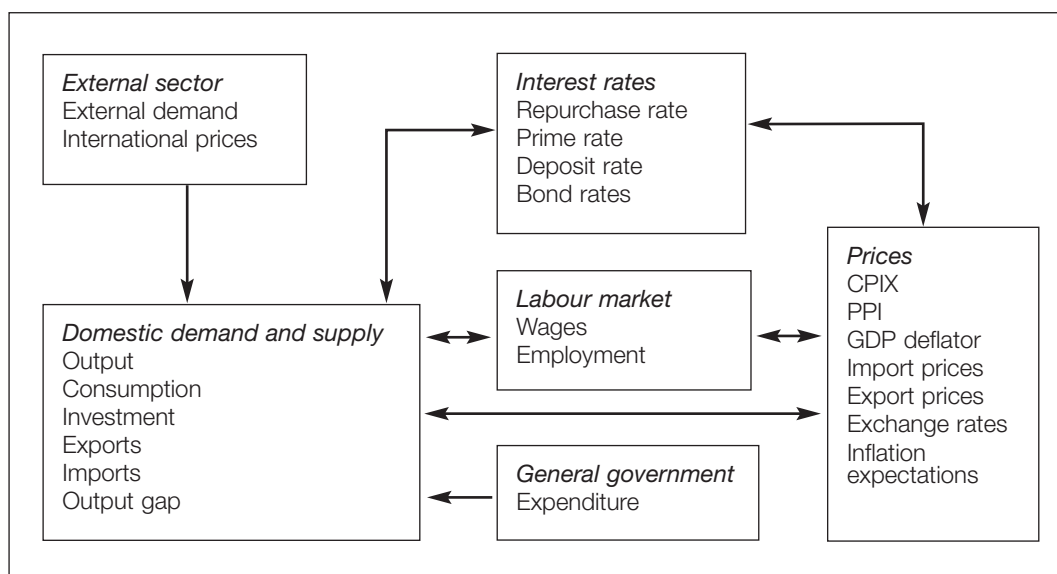 External sector
External demand
International prices
Interest rates
Repurchase rate
Prime rate
Deposit rate
Bond rates
Domestic demand and supply
Output
Consumption
Investment
Exports
Imports
Output gap
Labour market
Wages
Employment
General government
Expenditure
Prices
CPIX
PPI
GDP deflator
Import prices
Export prices
Exchange rates
Inflation
expectations